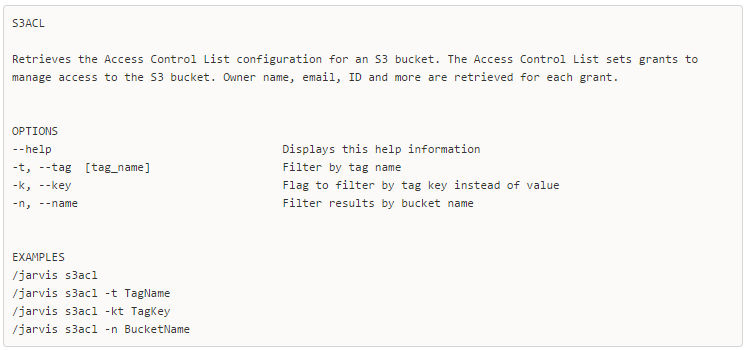 S3ACL
Retrieves the Access Control List configuration for an S3 bucket. The Access Control List sets grants to
manage access to the S3 bucket. Owner name, email, ID and more are retrieved for each grant.
OPTIONS
--help Displays this help information
-t, --tag [tag_name] Filter by tag name
-k, --key Flag to filter by tag key instead of value
-n, --name Filter results by bucket name
EXAMPLES
/jarvis s3acl
/jarvis s3acl -t TagName
/jarvis s3acl -kt TagKey
/jarvis s3acl -n BucketName